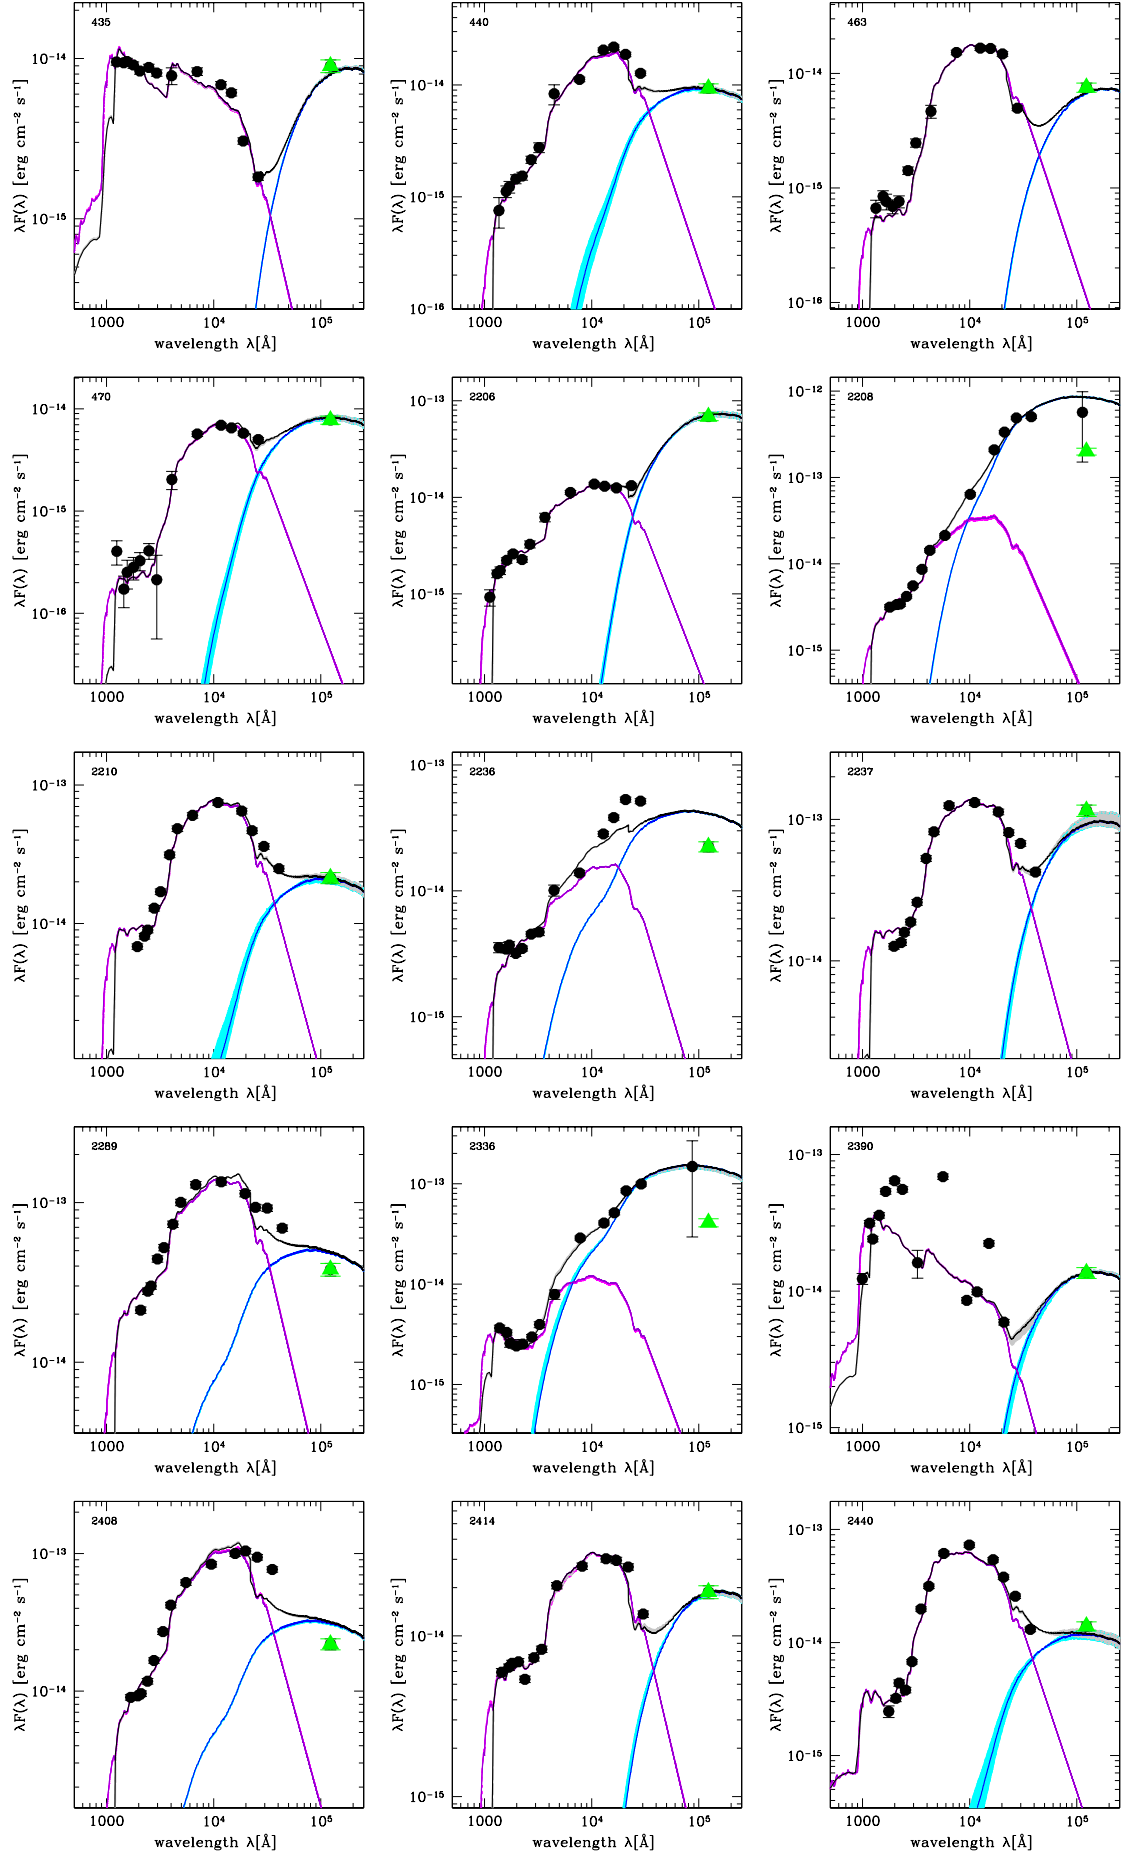 435
10⁻¹⁴
10⁻¹⁵
λF(λ) [erg cm⁻² s⁻¹]
1000 10⁴ 10⁵
wavelength λ[Å]
440
10⁻¹⁴
10⁻¹⁵
10⁻¹⁶
λF(λ) [erg cm⁻² s⁻¹]
1000 10⁴ 10⁵
wavelength λ[Å]
463
10⁻¹⁴
10⁻¹⁵
10⁻¹⁶
λF(λ) [erg cm⁻² s⁻¹]
1000 10⁴ 10⁵
wavelength λ[Å]
470
10⁻¹⁴
10⁻¹⁵
10⁻¹⁶
λF(λ) [erg cm⁻² s⁻¹]
1000 10⁴ 10⁵
wavelength λ[Å]
2206
10⁻¹³
10⁻¹⁴
10⁻¹⁵
λF(λ) [erg cm⁻² s⁻¹]
1000 10⁴ 10⁵
wavelength λ[Å]
2208
10⁻¹²
10⁻¹³
10⁻¹⁴
10⁻¹⁵
λF(λ) [erg cm⁻² s⁻¹]
1000 10⁴ 10⁵
wavelength λ[Å]
2210
10⁻¹³
10⁻¹⁴
λF(λ) [erg cm⁻² s⁻¹]
1000 10⁴ 10⁵
wavelength λ[Å]
2236
10⁻¹³
10⁻¹⁴
10⁻¹⁵
λF(λ) [erg cm⁻² s⁻¹]
1000 10⁴ 10⁵
wavelength λ[Å]
2237
10⁻¹³
10⁻¹⁴
λF(λ) [erg cm⁻² s⁻¹]
1000 10⁴ 10⁵
wavelength λ[Å]
2289
10⁻¹³
10⁻¹⁴
λF(λ) [erg cm⁻² s⁻¹]
1000 10⁴ 10⁵
wavelength λ[Å]
2336
10⁻¹³
10⁻¹⁴
10⁻¹⁵
λF(λ) [erg cm⁻² s⁻¹]
1000 10⁴ 10⁵
wavelength λ[Å]
2390
10⁻¹³
10⁻¹⁴
10⁻¹⁵
λF(λ) [erg cm⁻² s⁻¹]
1000 10⁴ 10⁵
wavelength λ[Å]
2408
10⁻¹³
10⁻¹⁴
λF(λ) [erg cm⁻² s⁻¹]
1000 10⁴ 10⁵
wavelength λ[Å]
2414
10⁻¹⁴
10⁻¹⁵
λF(λ) [erg cm⁻² s⁻¹]
1000 10⁴ 10⁵
wavelength λ[Å]
2440
10⁻¹³
10⁻¹⁴
10⁻¹⁵
λF(λ) [erg cm⁻² s⁻¹]
1000 10⁴ 10⁵
wavelength λ[Å]